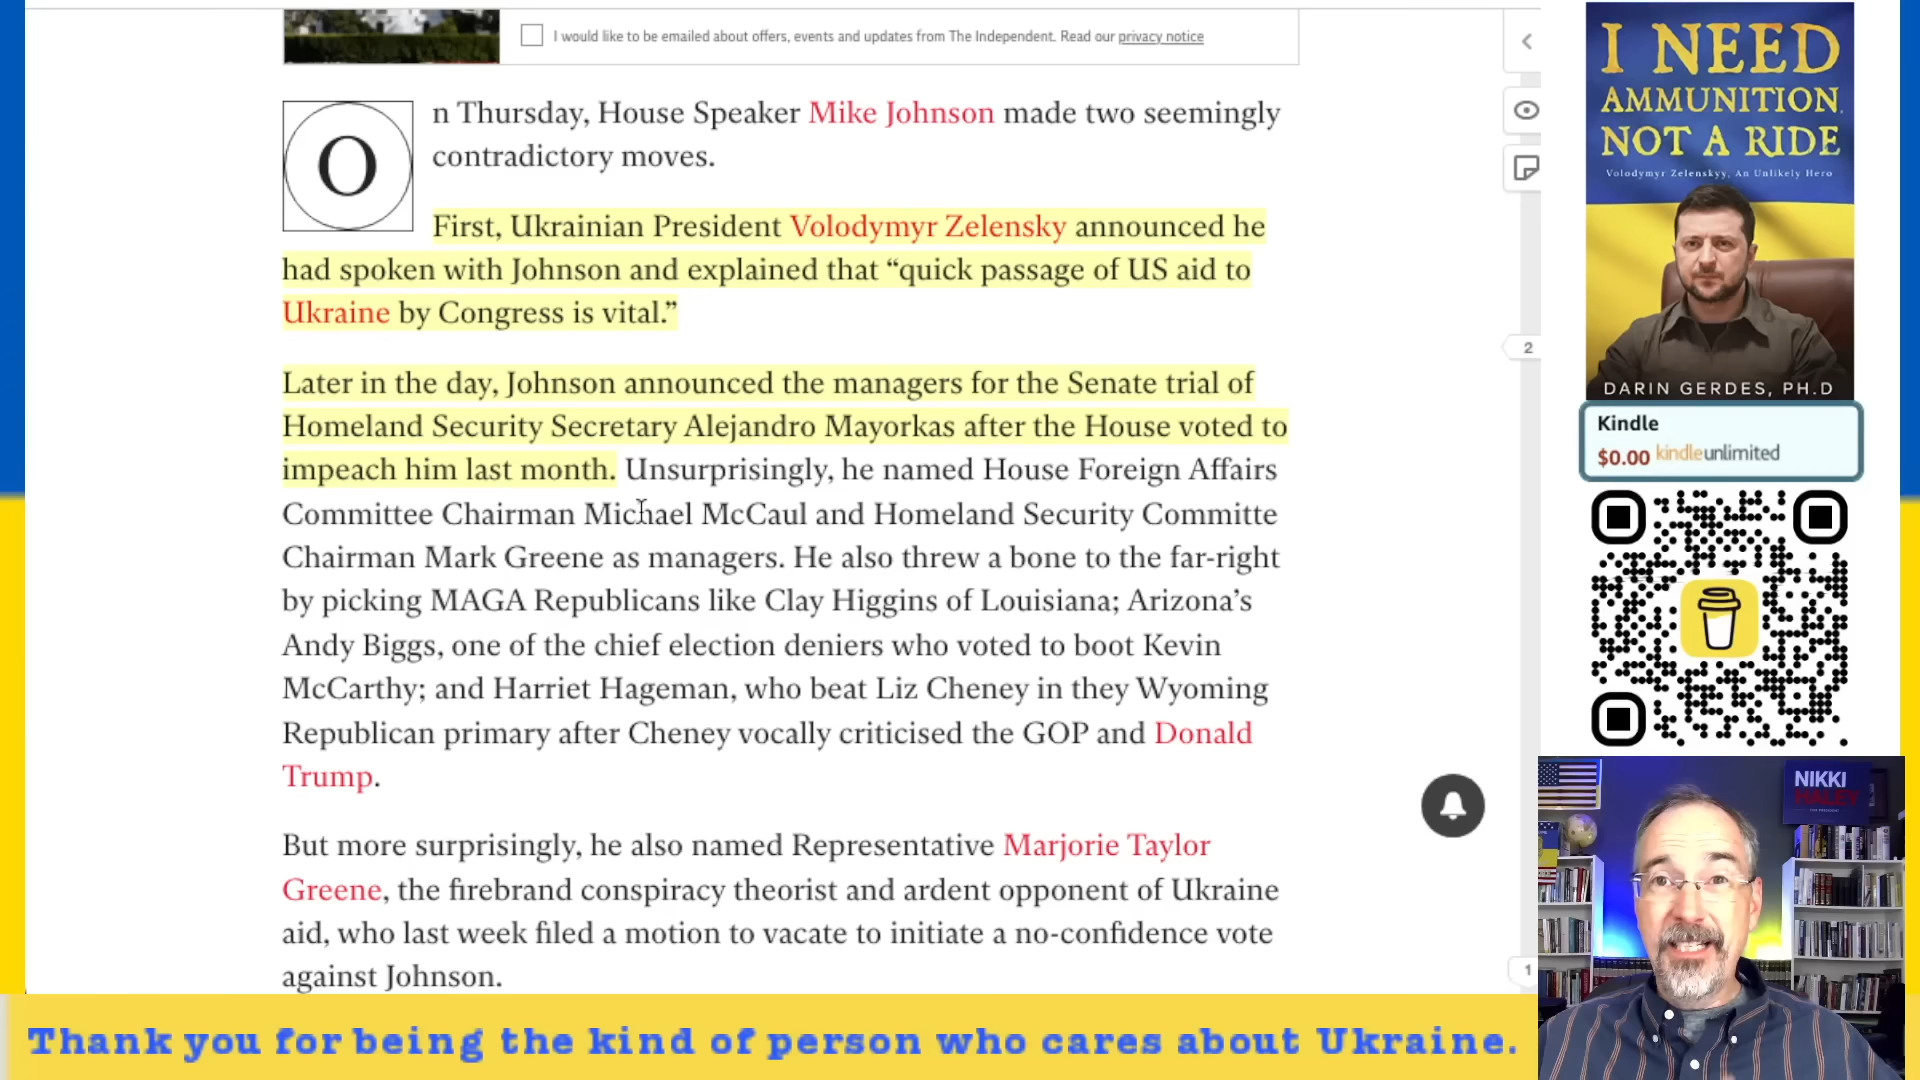 I would like to be emailed about offers, events and updates from The Independent. Read our privacy notice
On Thursday, House Speaker Mike Johnson made two seemingly
contradictory moves.
First, Ukrainian President Volodymyr Zelensky announced he
had spoken with Johnson and explained that “quick passage of US aid to
Ukraine by Congress is vital.”
Later in the day, Johnson announced the managers for the Senate trial of
Homeland Security Secretary Alejandro Mayorkas after the House voted to
impeach him last month. Unsurprisingly, he named House Foreign Affairs
Committee Chairman Michael McCaul and Homeland Security Committe
Chairman Mark Greene as managers. He also threw a bone to the far-right
by picking MAGA Republicans like Clay Higgins of Louisiana; Arizona’s
Andy Biggs, one of the chief election deniers who voted to boot Kevin
McCarthy; and Harriet Hageman, who beat Liz Cheney in they Wyoming
Republican primary after Cheney vocally criticised the GOP and Donald
Trump.
But more surprisingly, he also named Representative Marjorie Taylor
Greene, the firebrand conspiracy theorist and ardent opponent of Ukraine
aid, who last week filed a motion to vacate to initiate a no-confidence vote
against Johnson.
2
1
I NEED
AMMUNITION,
NOT A RIDE
Volodymyr Zelenskyy, An Unlikely Hero
DARIN GERDES, PH.D
Kindle
$0.00 kindleunlimited
NIKKI
HALEY
Thank you for being the kind of person who cares about Ukraine.